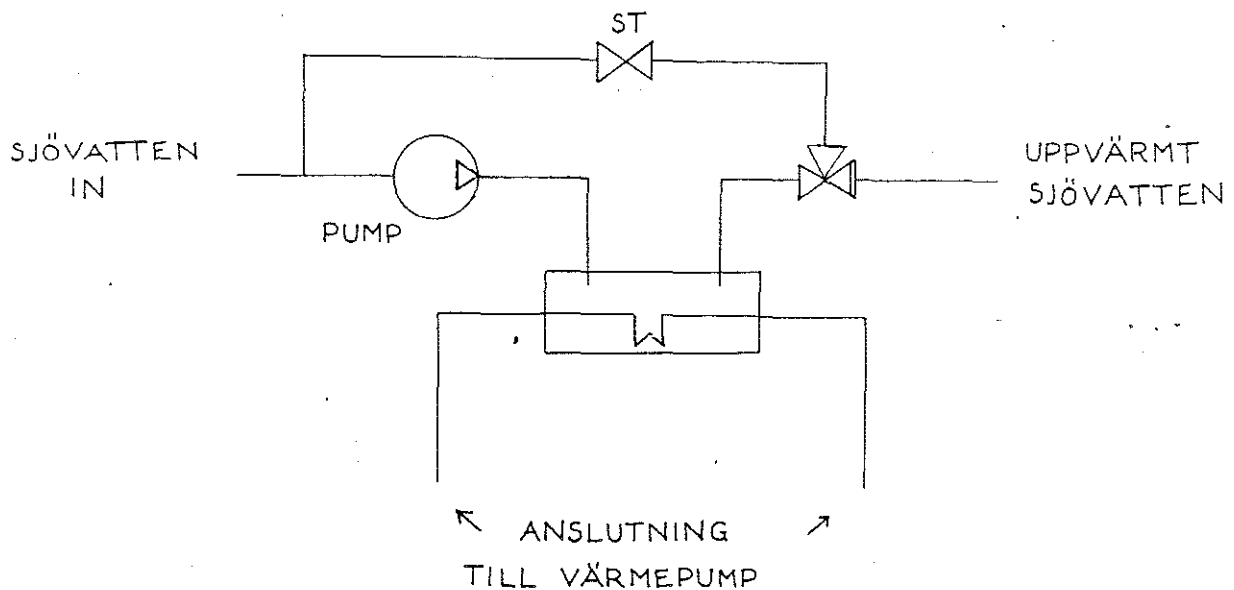 ST
SJÖVATTEN
IN
PUMP
UPPVÄRMT
SJÖVATTEN
ANSLUTNING
TILL VÄRMEPUMP